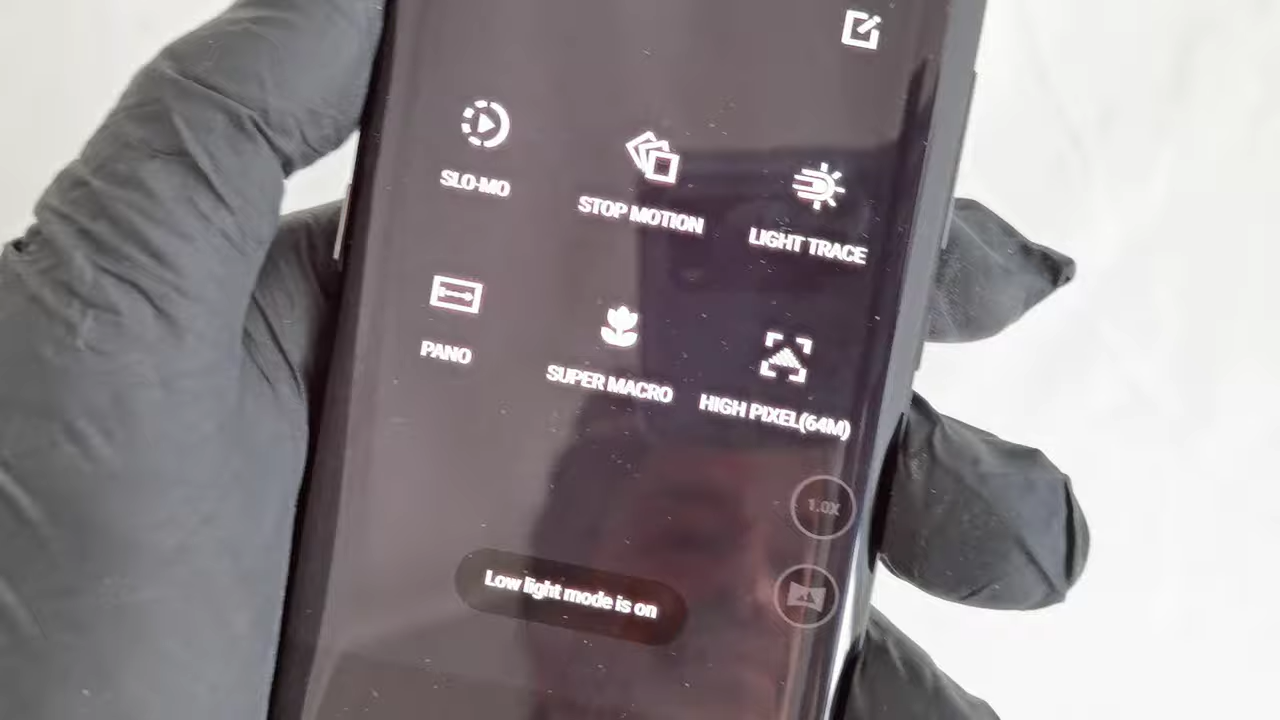 SLO-MO
STOP MOTION
LIGHT TRACE
PANO
SUPER MACRO
HIGH PIXEL(64M)
1.0X
Low light mode is on